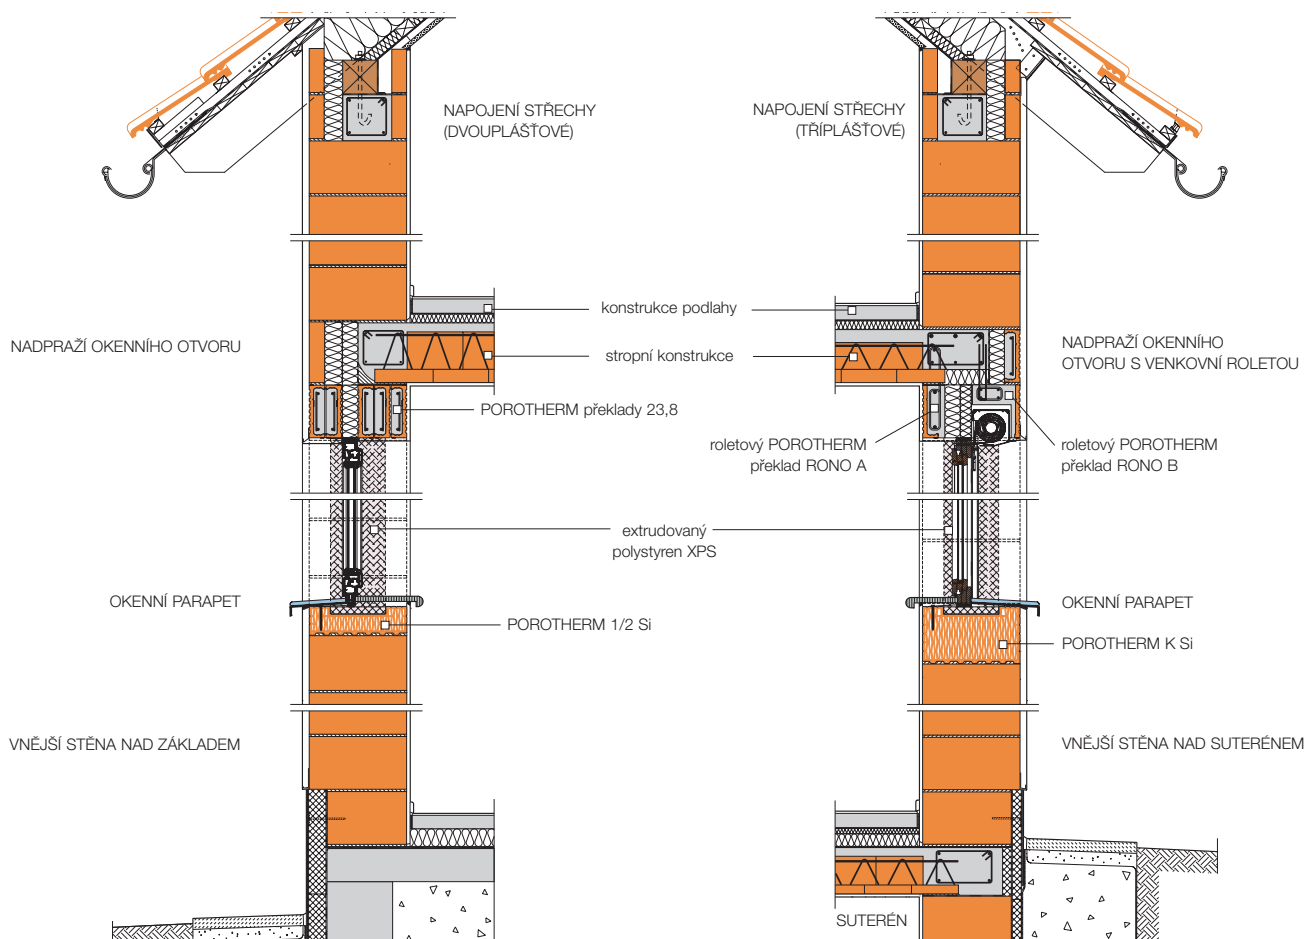 NAPOJENÍ STŘECHY
(DVOUPLÁŠŤOVÉ)
NAPOJENÍ STŘECHY
(TŘÍPLÁŠŤOVÉ)
konstrukce podlahy
NADPRAŽÍ OKENNÍHO OTVORU
stropní konstrukce
NADPRAŽÍ OKENNÍHO
OTVORU S VENKOVNÍ ROLETOU
POROTHERM překlady 23,8
roletový POROTHERM
překlad RONO A
roletový POROTHERM
překlad RONO B
extrudovaný
polystyren XPS
OKENNÍ PARAPET
OKENNÍ PARAPET
POROTHERM 1/2 Si
POROTHERM K Si
VNĚJŠÍ STĚNA NAD ZÁKLADEM
VNĚJŠÍ STĚNA NAD SUTERÉNEM
SUTERÉN